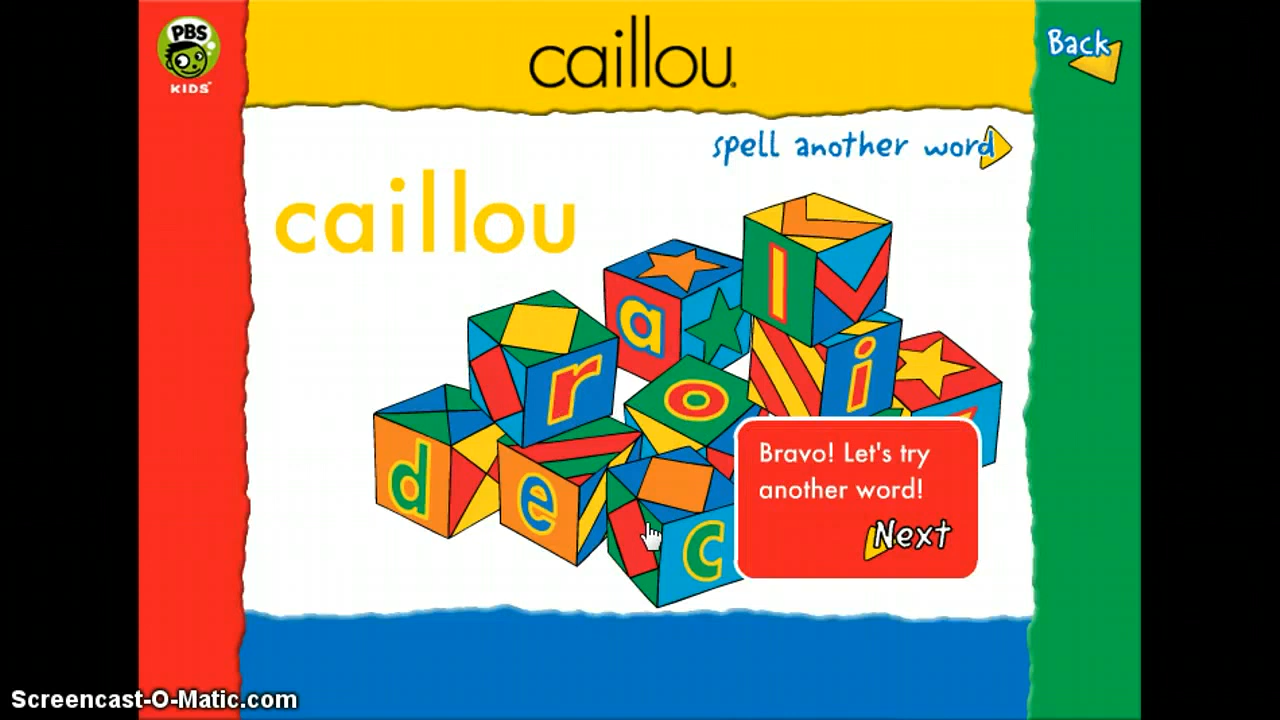 PBS
KIDS
caillou
Back
spell another word
caillou
l
a
i
r
o
d
e
c
Bravo! Let's try
another word!
Next
Screencast-O-Matic.com